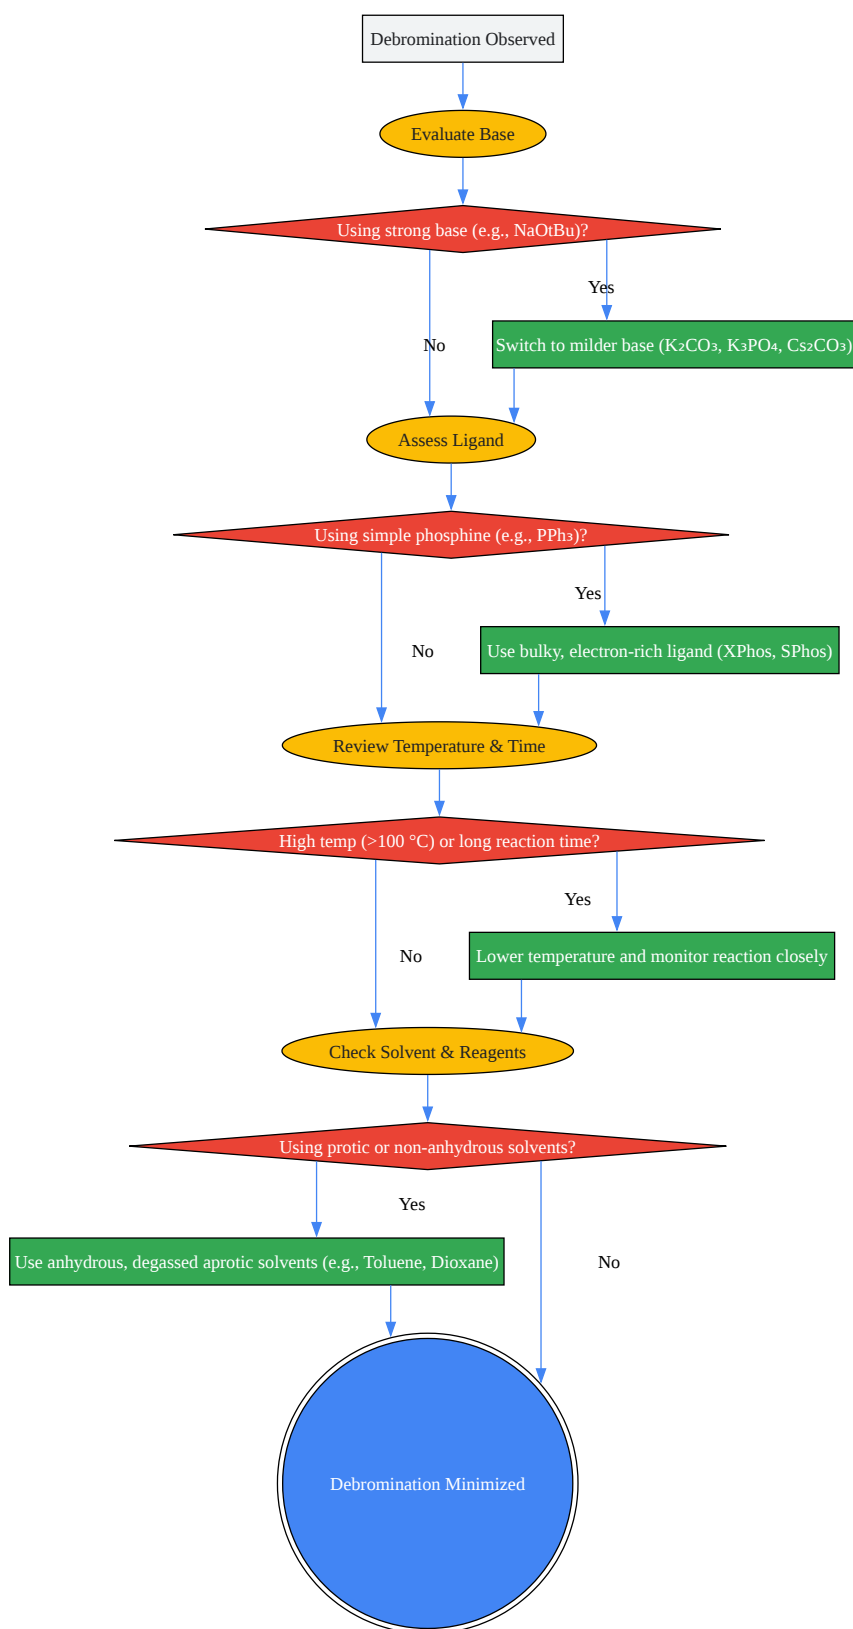 Debromination Observed
Evaluate Base
Using strong base (e.g., NaOtBu)?
Yes
No
Switch to milder base (K₂CO₃, K₃PO₄, Cs₂CO₃)
Assess Ligand
Using simple phosphine (e.g., PPh₃)?
Yes
No
Use bulky, electron-rich ligand (XPhos, SPhos)
Review Temperature & Time
High temp (>100 °C) or long reaction time?
Yes
No
Lower temperature and monitor reaction closely
Check Solvent & Reagents
Using protic or non-anhydrous solvents?
Yes
Use anhydrous, degassed aprotic solvents (e.g., Toluene, Dioxane)
No
Debromination Minimized